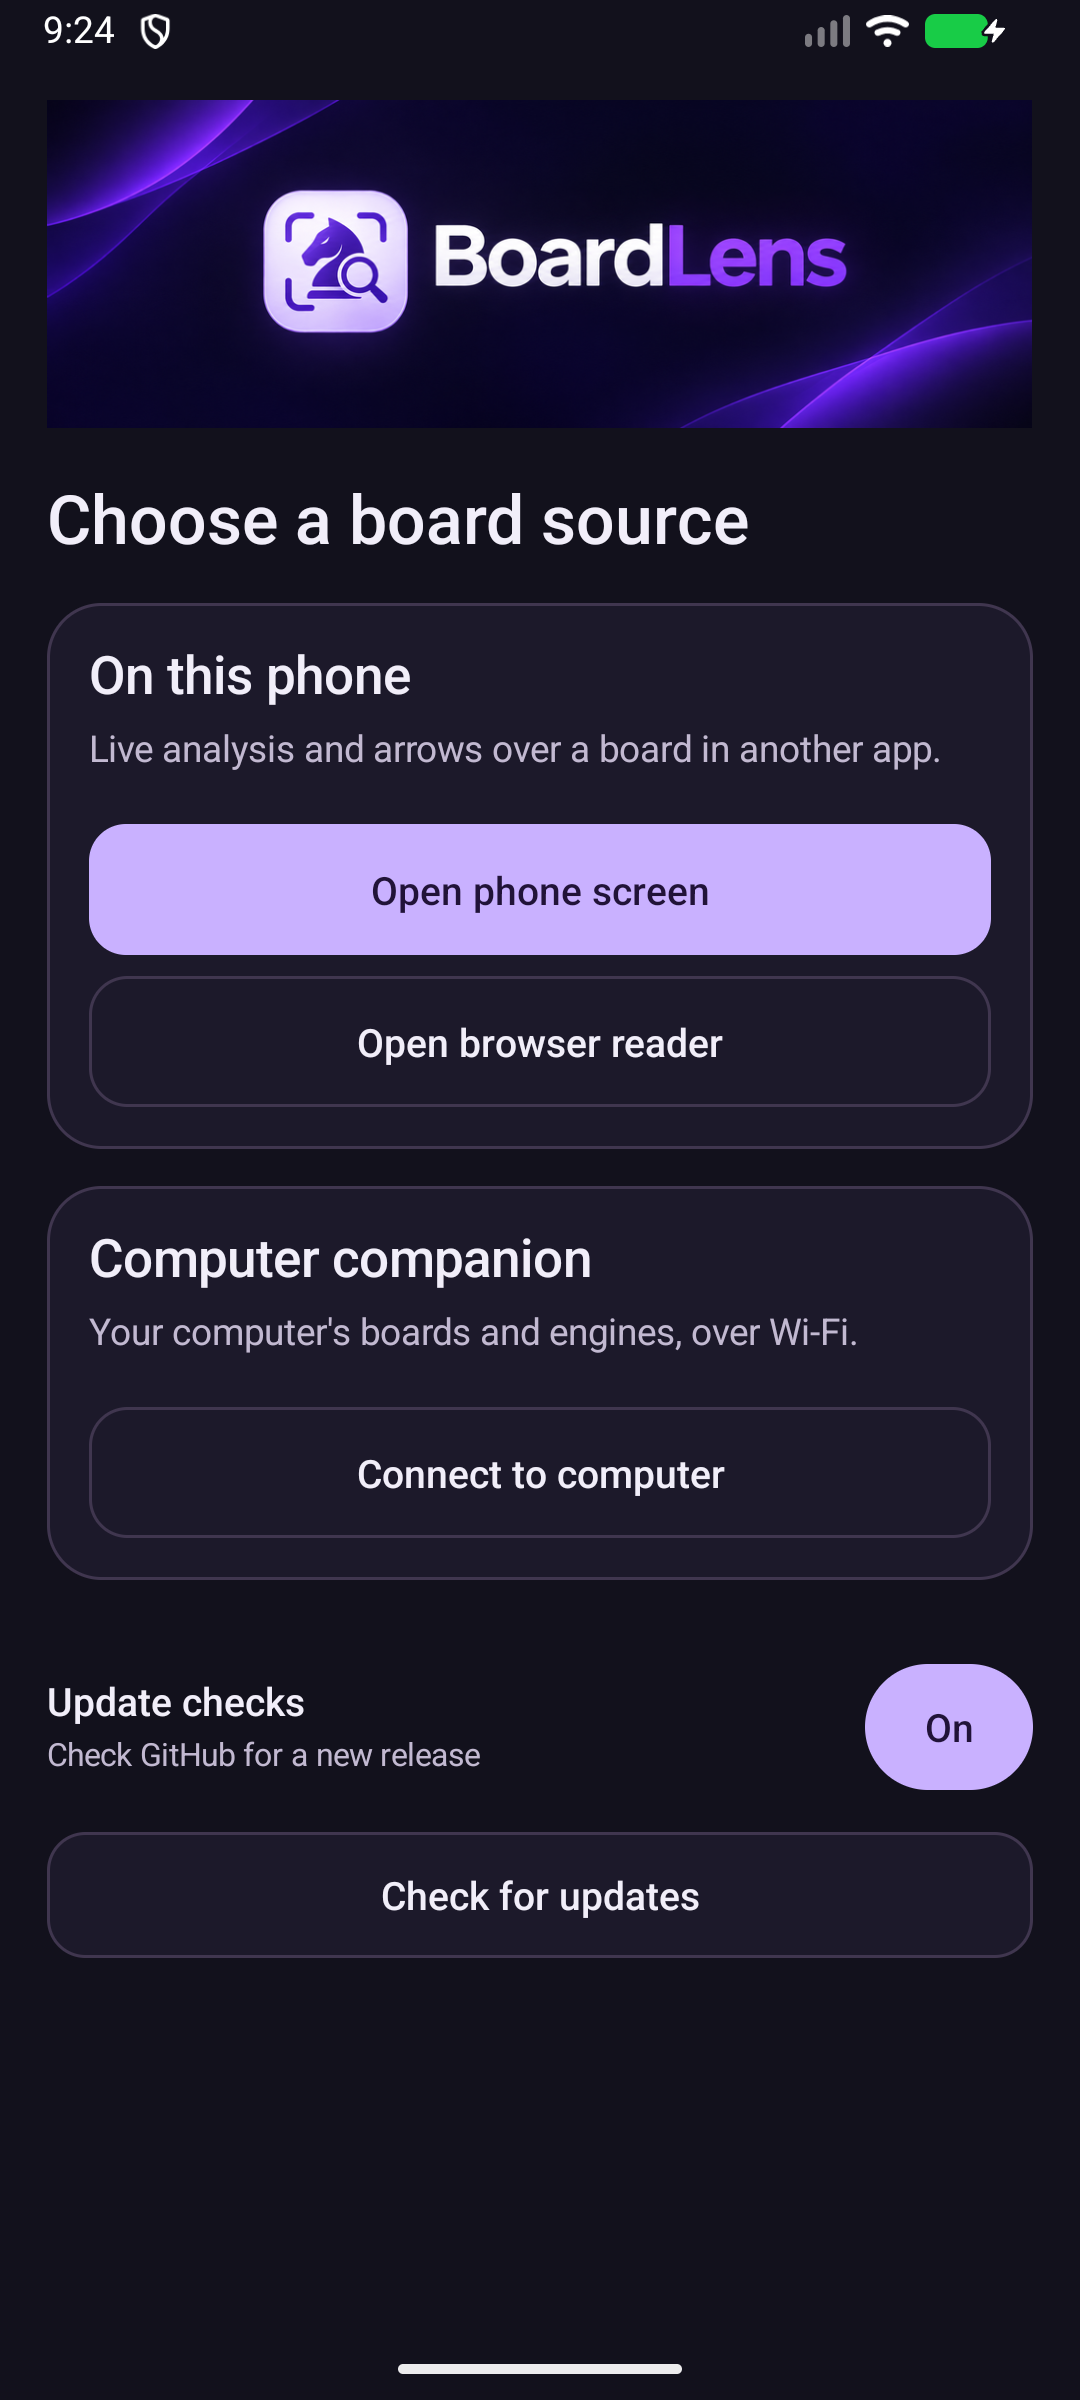 9:24
BoardLens
Choose a board source
On this phone
Live analysis and arrows over a board in another app.
Open phone screen
Open browser reader
Computer companion
Your computer's boards and engines, over Wi-Fi.
Connect to computer
Update checks
Check GitHub for a new release
On
Check for updates